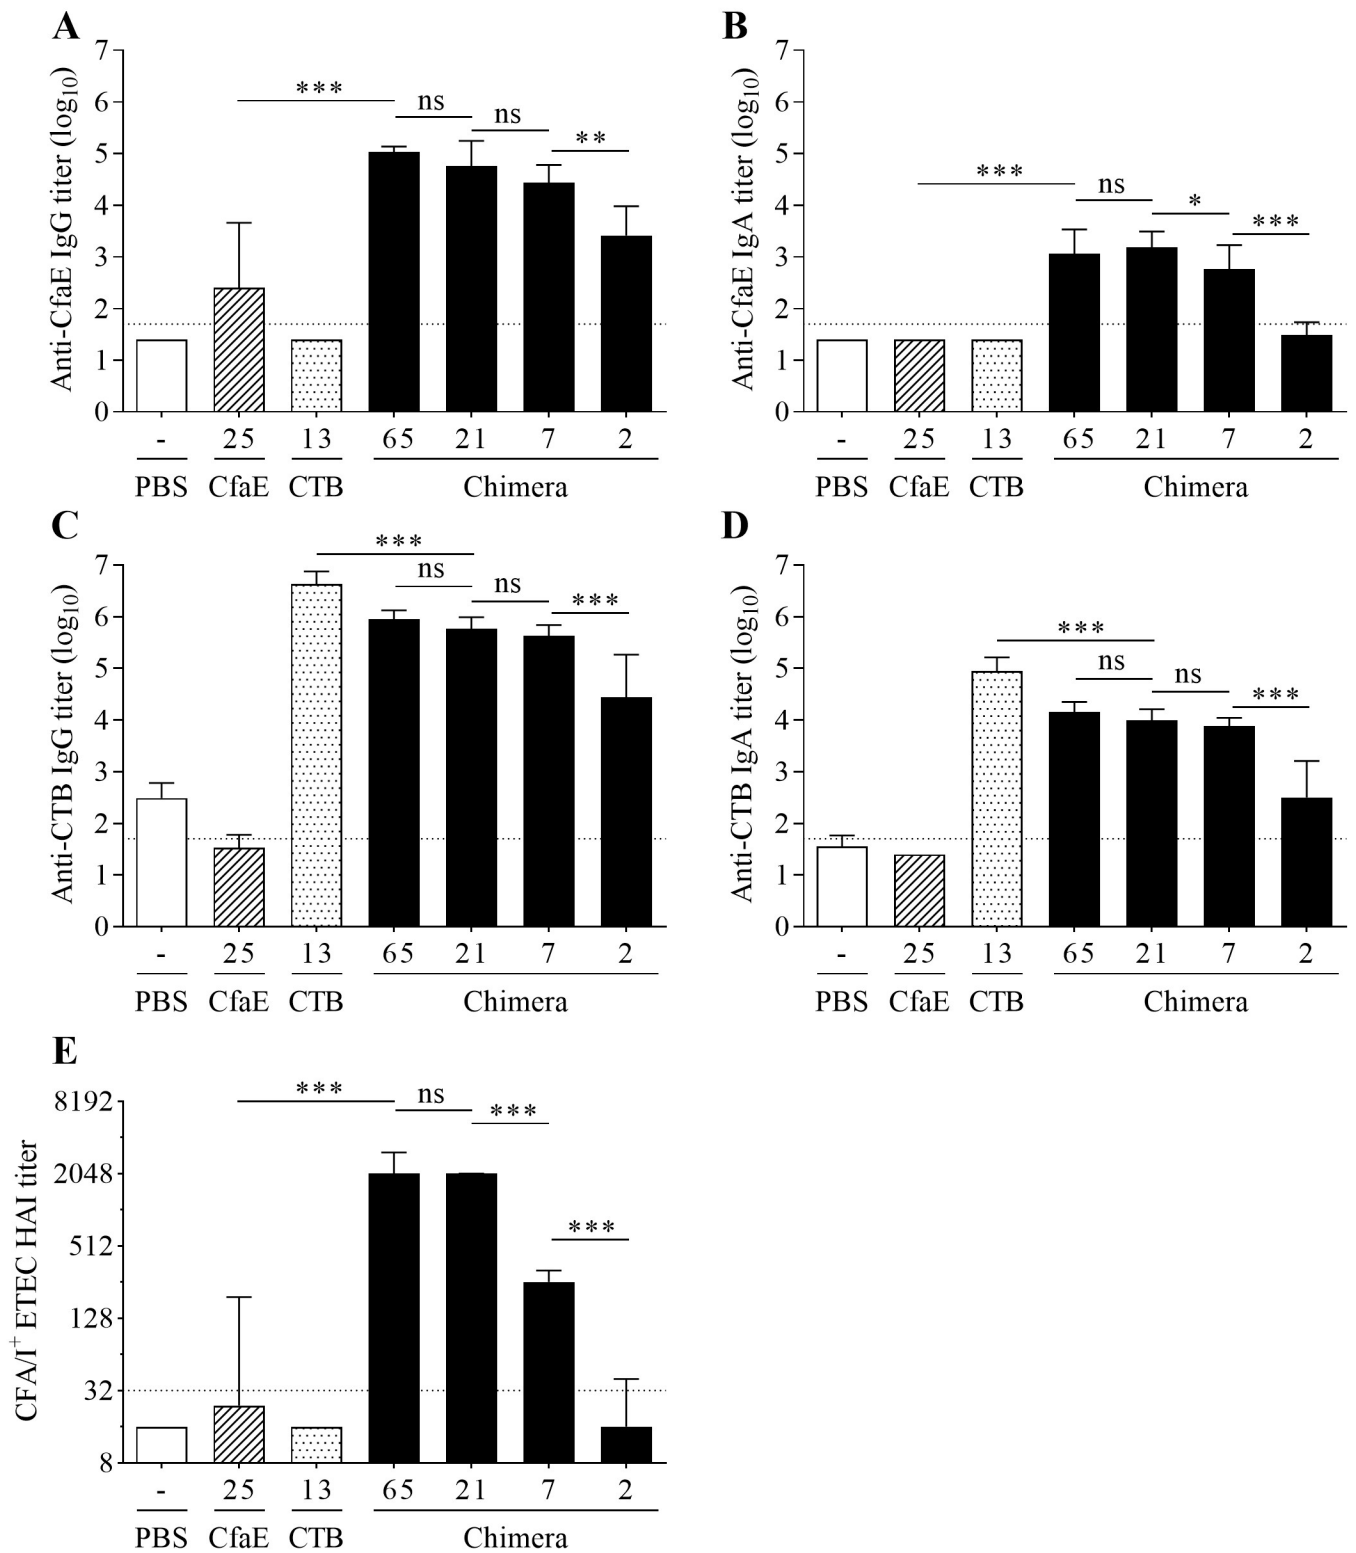 A
Anti-CfaE IgG titer (log10)
7
6
5
4
3
2
1
0
*** ns ns **
- 25 13 65 21 7 2
PBS CfaE CTB Chimera
B
Anti-CfaE IgA titer (log10)
7
6
5
4
3
2
1
0
*** ns * ***
- 25 13 65 21 7 2
PBS CfaE CTB Chimera
C
Anti-CTB IgG titer (log10)
7
6
5
4
3
2
1
0
*** ns ns ***
- 25 13 65 21 7 2
PBS CfaE CTB Chimera
D
Anti-CTB IgA titer (log10)
7
6
5
4
3
2
1
0
*** ns ns ***
- 25 13 65 21 7 2
PBS CfaE CTB Chimera
E
CFA/I+ ETEC HAI titer
8192
2048
512
128
32
8
*** ns *** ***
- 25 13 65 21 7 2
PBS CfaE CTB Chimera